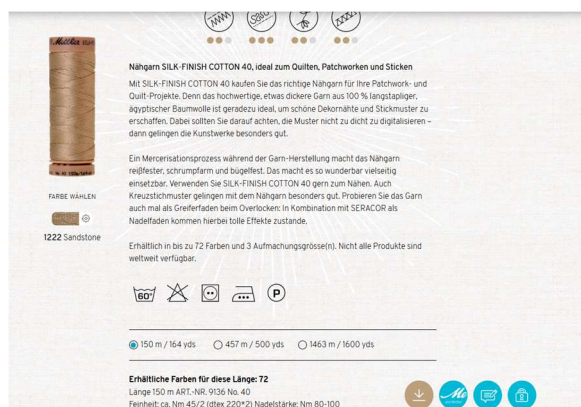 Mettler
Nähgarn SILK-FINISH COTTON 40, ideal zum Quilten, Patchworken und Sticken
Mit SILK-FINISH COTTON 40 kaufen Sie das richtige Nähgarn für Ihre Patchwork- und
Quilt-Projekte. Denn das hochwertige, etwas dickere Garn aus 100 % langstapliger,
ägyptischer Baumwolle ist geradezu ideal, um schöne Dekornähte und Stickmuster zu
erschaffen. Dabei sollten Sie darauf achten, die Muster nicht zu dicht zu digitalisieren –
dann gelingen die Kunstwerke besonders gut.
Ein Mercerisationsprozess während der Garn-Herstellung macht das Nähgarn
reißfester, schrumpfarm und bügelfest. Das macht es so wunderbar vielseitig
einsetzbar. Verwenden Sie SILK-FINISH COTTON 40 gern zum Nähen. Auch
Kreuzstichmuster gelingen mit dem Nähgarn besonders gut. Probieren Sie das Garn
auch mal als Greiferfaden beim Overlocken: In Kombination mit SERACOR als
Nadelfaden kommen hierbei tolle Effekte zustande.
FARBE WÄHLEN
1222 Sandstone
Erhältlich in bis zu 72 Farben und 3 Aufmachungsgrösse(n). Nicht alle Produkte sind
weltweit verfügbar.
60°
P
150 m / 164 yds
457 m / 500 yds
1463 m / 1600 yds
Erhältliche Farben für diese Länge: 72
Länge 150 m ART.-NR. 9136 No. 40
Feinheit: ca. Nm 45/2 (dtex 220*2) Nadelstärke: Nm 80-100